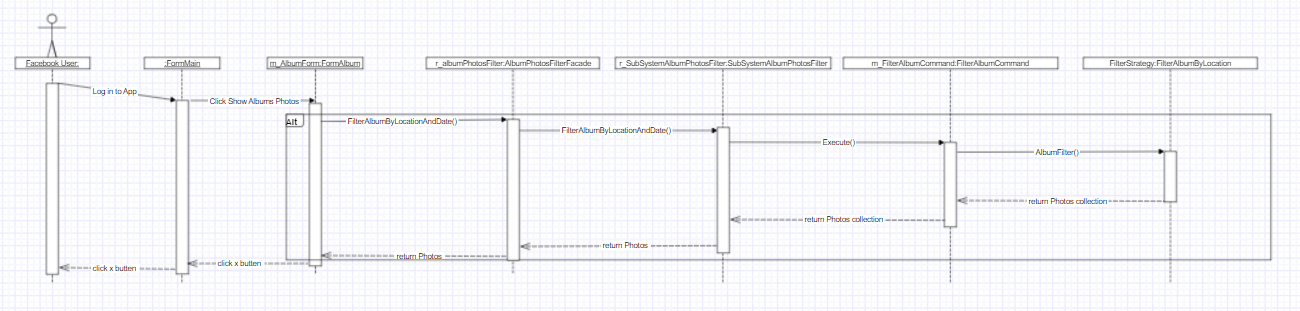 Facebook User:
:FormMain
m_AlbumForm:FormAlbum
r_albumPhotosFilter:AlbumPhotosFilterFacade
r_SubSystemAlbumPhotosFilter:SubSystemAlbumPhotosFilter
m_FilterAlbumCommand:FilterAlbumCommand
FilterStrategy:FilterAlbumByLocation
Log in to App
Click Show Albums Photos
Alt
FilterAlbumByLocationAndDate()
FilterAlbumByLocationAndDate()
Execute()
AlbumFilter()
return Photos collection
return Photos collection
return Photos
return Photos
click x butten
click x butten